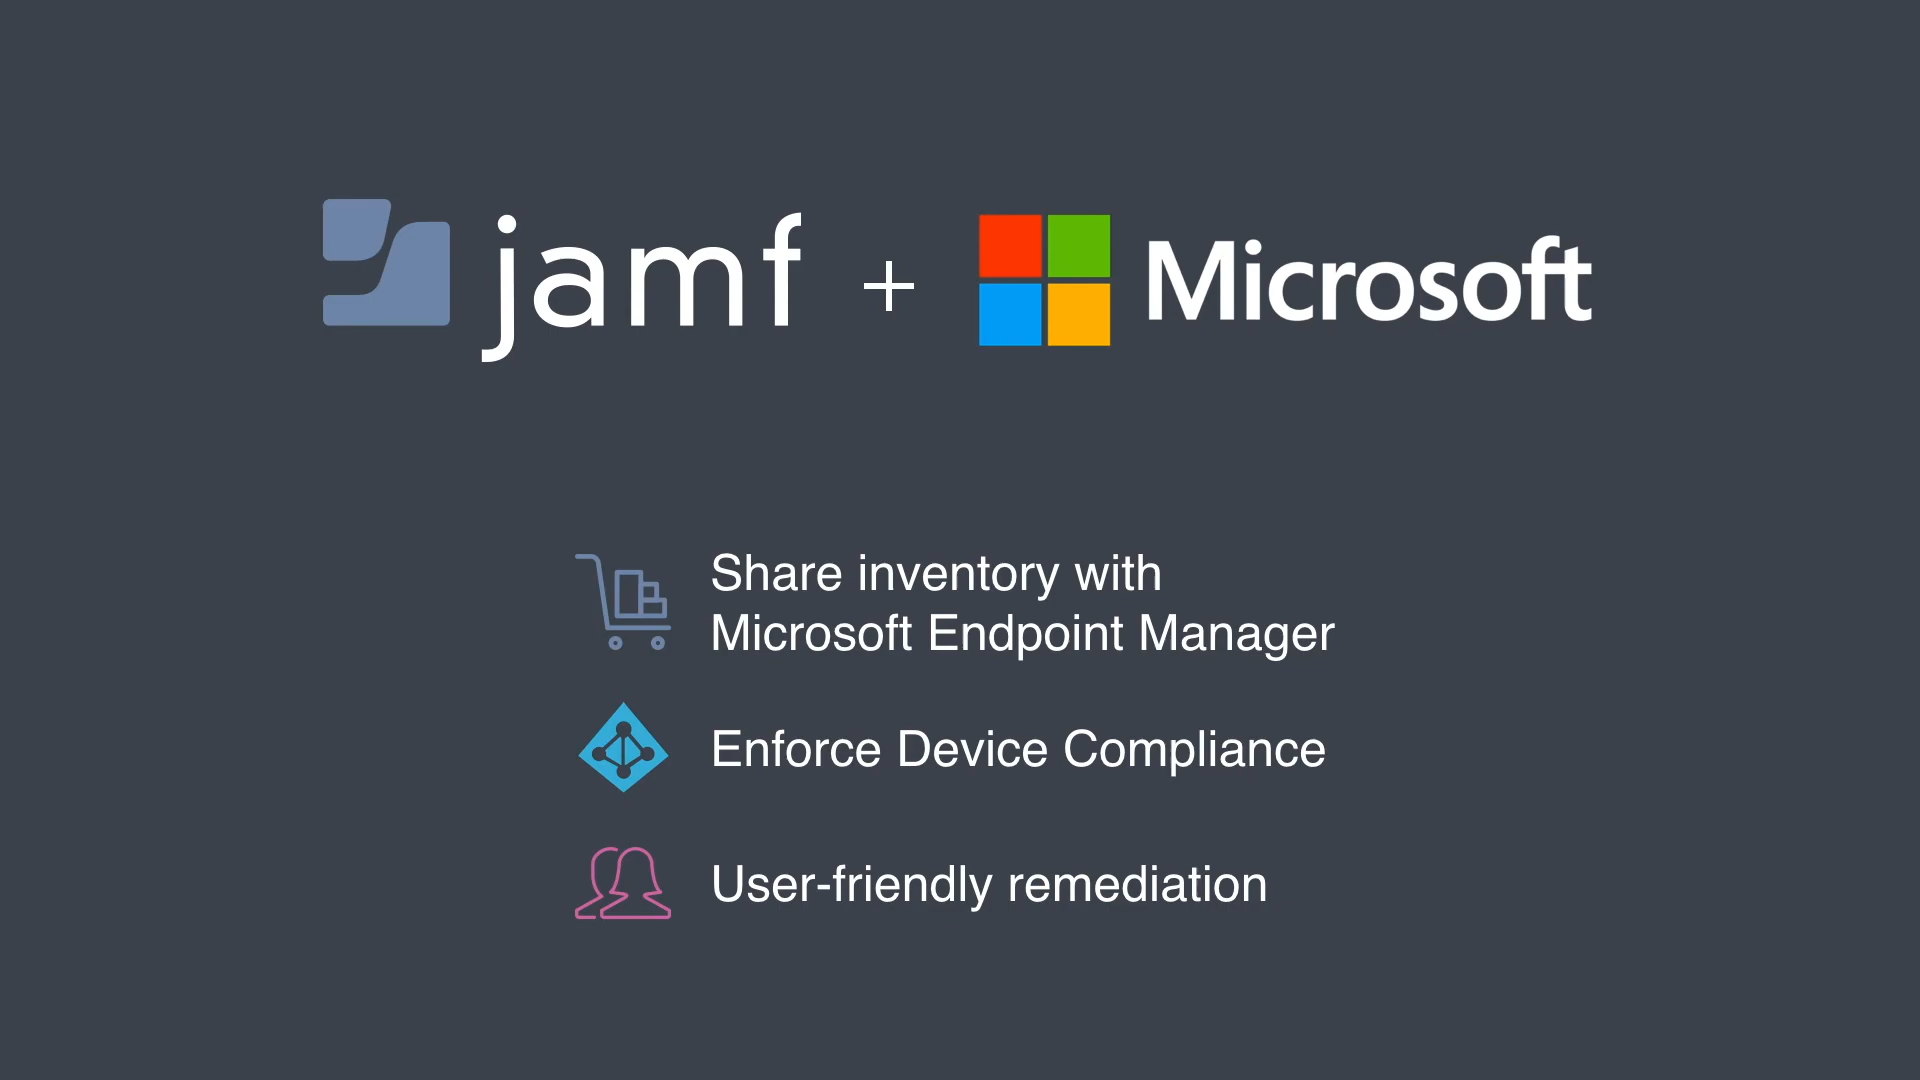 jamf + Microsoft
Share inventory with
Microsoft Endpoint Manager
Enforce Device Compliance
User-friendly remediation